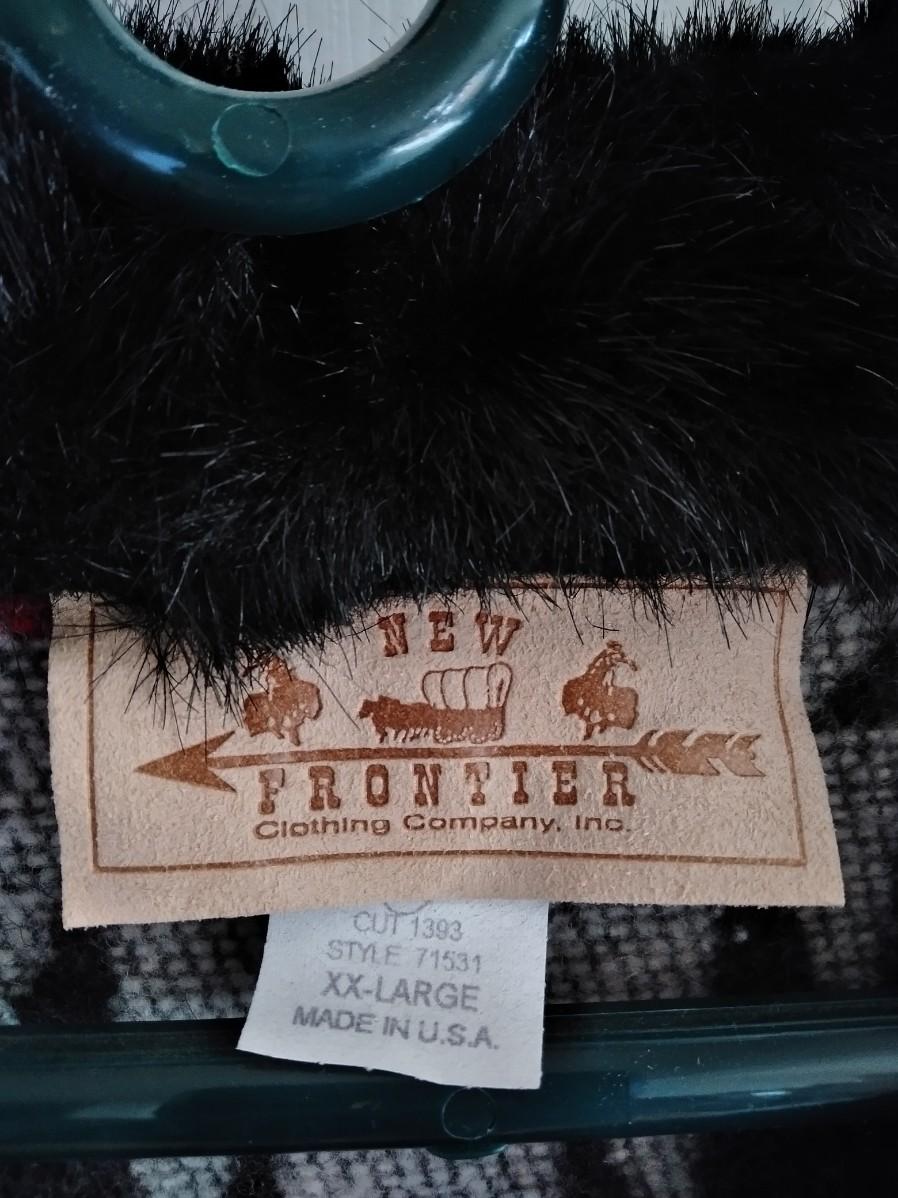 NEW
FRONTIER
Clothing Company, Inc.
CUT 1393
STYLE 71531
XX-LARGE
MADE IN U.S.A.